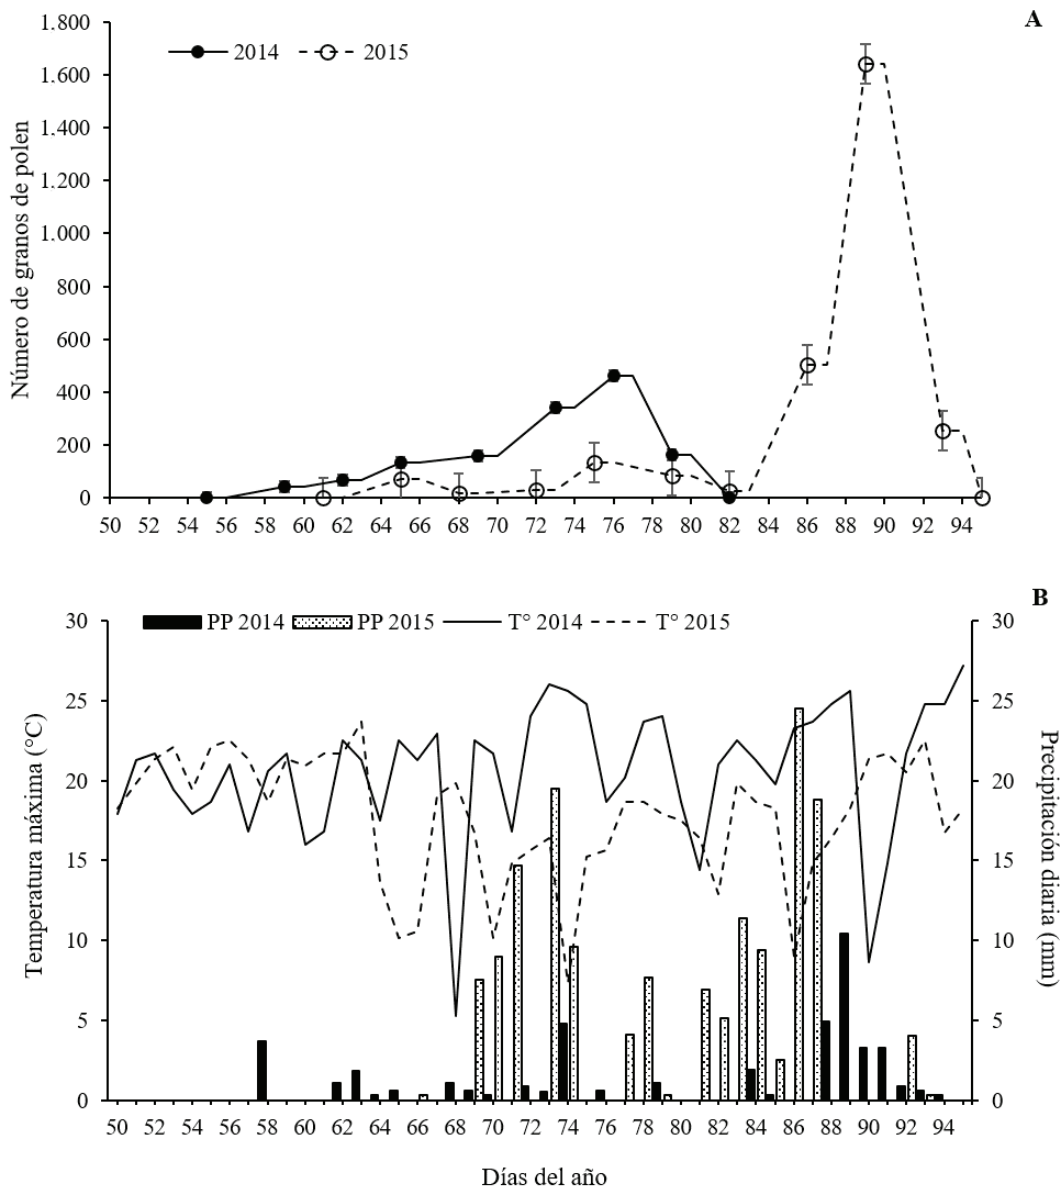 A
1.800
1.600
1.400
1.200
1.000
800
600
400
200
0
2014 2015
Número de granos de polen
50 52 54 56 58 60 62 64 66 68 70 72 74 76 78 80 82 84 86 88 90 92 94
B
PP 2014 PP 2015 T° 2014 T° 2015
30
25
20
15
10
5
0
Temperatura máxima (°C)
30
25
20
15
10
5
0
Precipitación diaria (mm)
50 52 54 56 58 60 62 64 66 68 70 72 74 76 78 80 82 84 86 88 90 92 94
Días del año